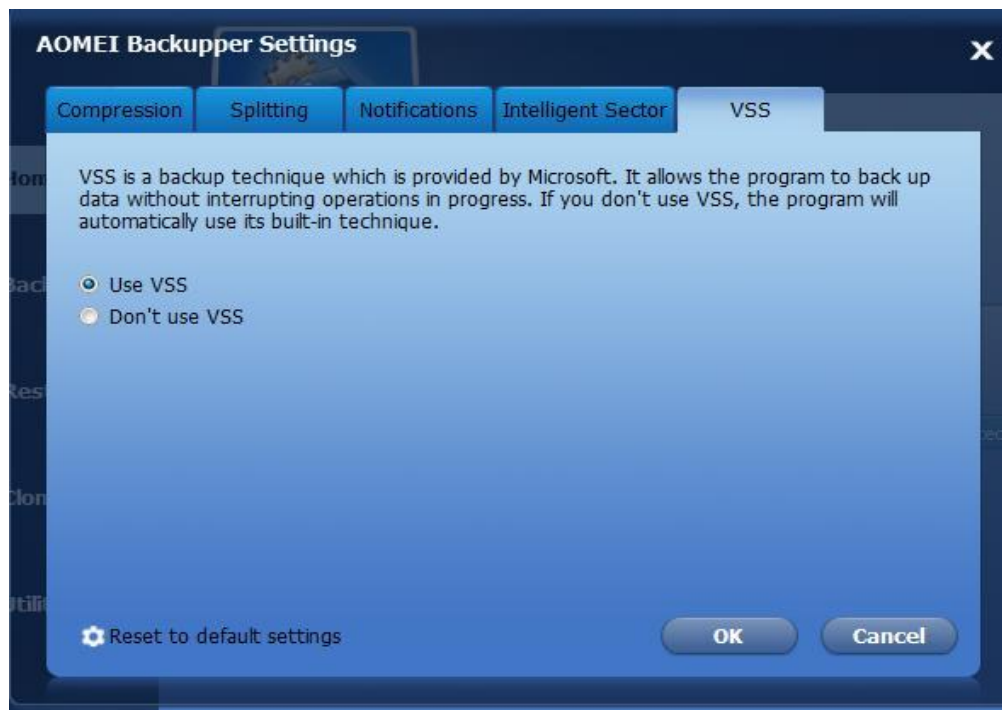 AOMEI Backupper Settings
X
Compression
Splitting
Notifications
Intelligent Sector
VSS
VSS is a backup technique which is provided by Microsoft. It allows the program to back up
data without interrupting operations in progress. If you don't use VSS, the program will
automatically use its built-in technique.
Use VSS
Don't use VSS
Reset to default settings
OK
Cancel